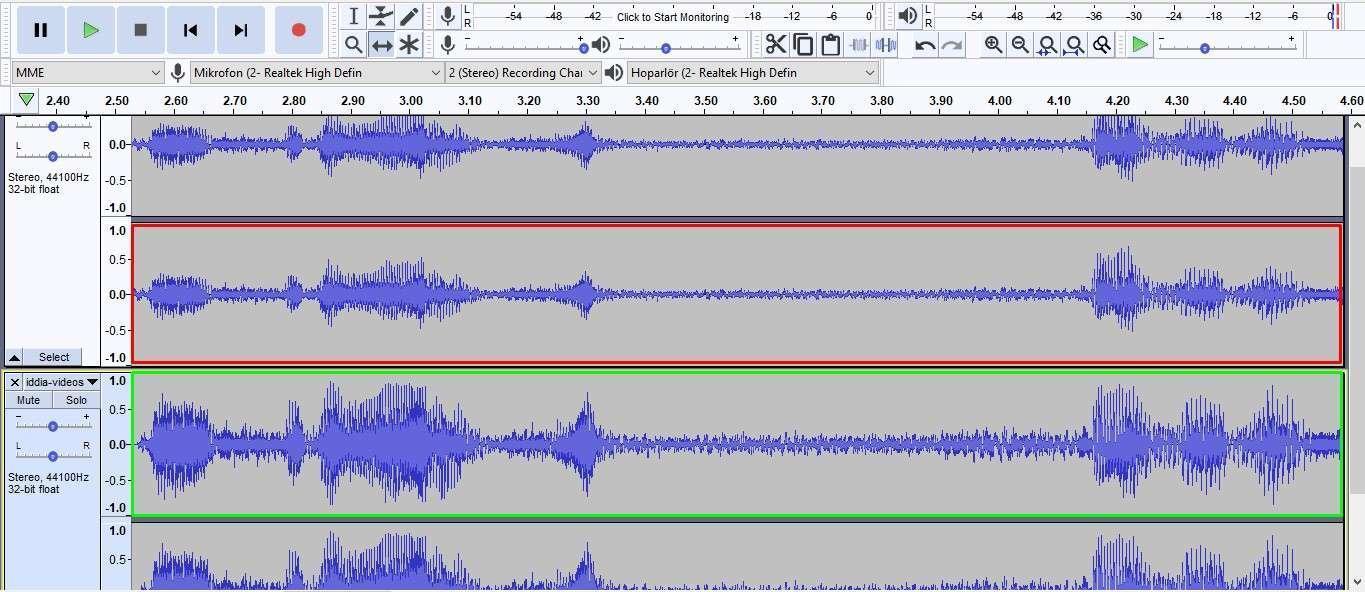 L
R
-54 -48 -42 Click to Start Monitoring -18 -12 -6 0
L
R
-54 -48 -42 -36 -30 -24 -18 -12 -6 0
- +
- +
- +
MME
Mikrofon (2- Realtek High Defin
2 (Stereo) Recording Chai
Hoparlör (2- Realtek High Defin
2.40 2.50 2.60 2.70 2.80 2.90 3.00 3.10 3.20 3.30 3.40 3.50 3.60 3.70 3.80 3.90 4.00 4.10 4.20 4.30 4.40 4.50 4.60
L R
Stereo, 44100Hz
32-bit float
0.0
-0.5
-1.0
1.0
0.5
0.0
-0.5
-1.0
Select
iddia-videos
Mute Solo
- +
L R
Stereo, 44100Hz
32-bit float
1.0
0.5
0.0
-0.5
-1.0
1.0
0.5